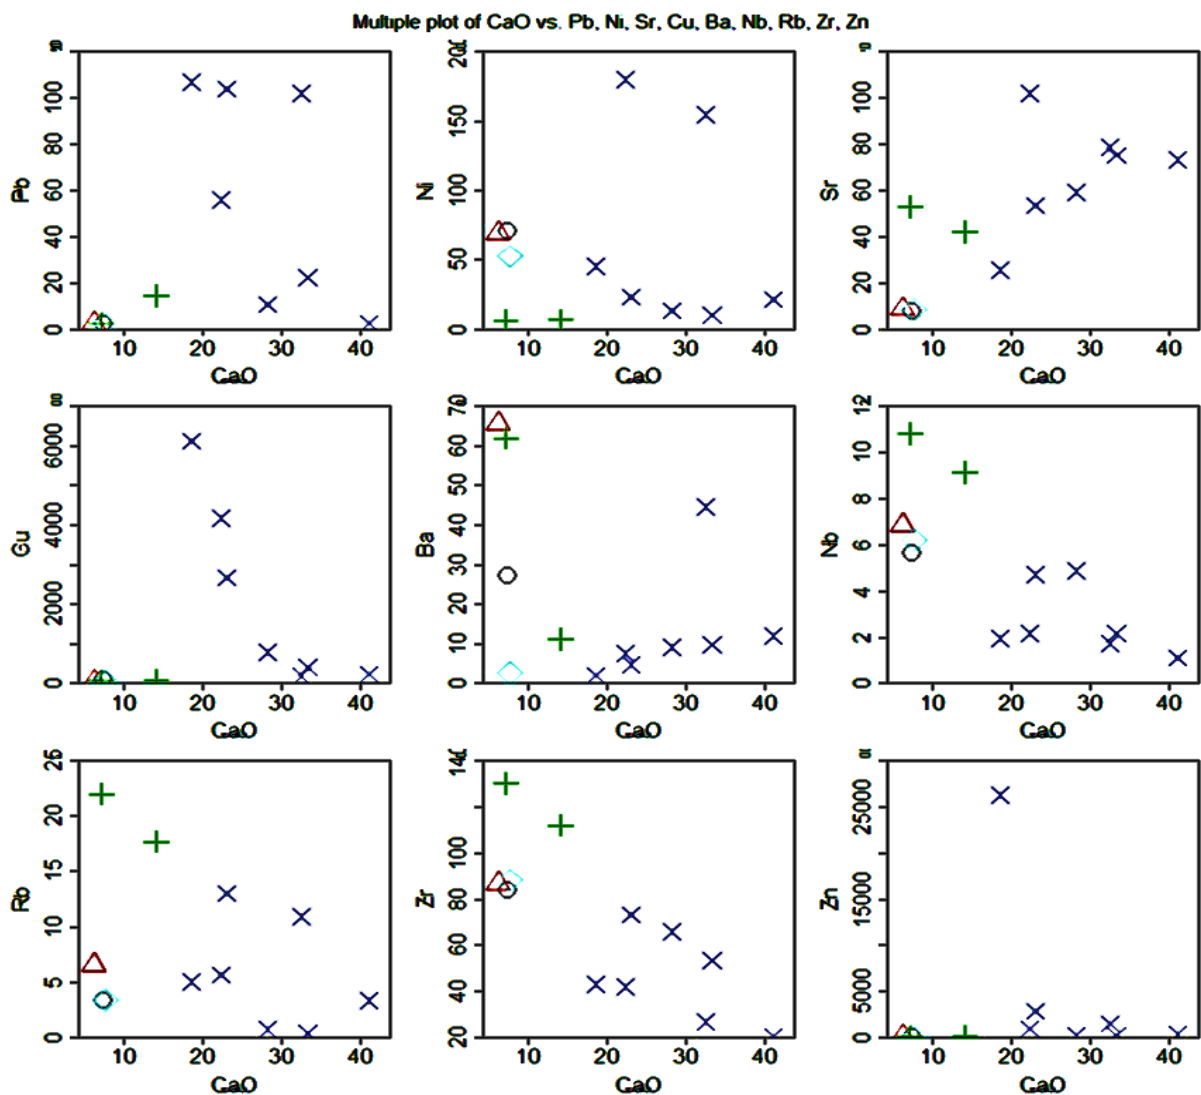 Multiple plot of CaO vs. Pb, Ni, Sr, Cu, Ba, Nb, Rb, Zr, Zn
Pb
0 20 40 60 80 100
10 20 30 40
CaO
Ni
0 50 100 150 20
10 20 30 40
CaO
Sr
0 20 40 60 80 100
10 20 30 40
CaO
Cu
0 2000 4000 6000
10 20 30 40
CaO
Ba
0 10 20 30 40 50 60 70
10 20 30 40
CaO
Nb
0 2 4 6 8 10 12
10 20 30 40
CaO
Rb
0 5 10 15 20 25
10 20 30 40
CaO
Zr
20 40 60 80 100 14
10 20 30 40
CaO
Zn
0 5000 15000 25000
10 20 30 40
CaO